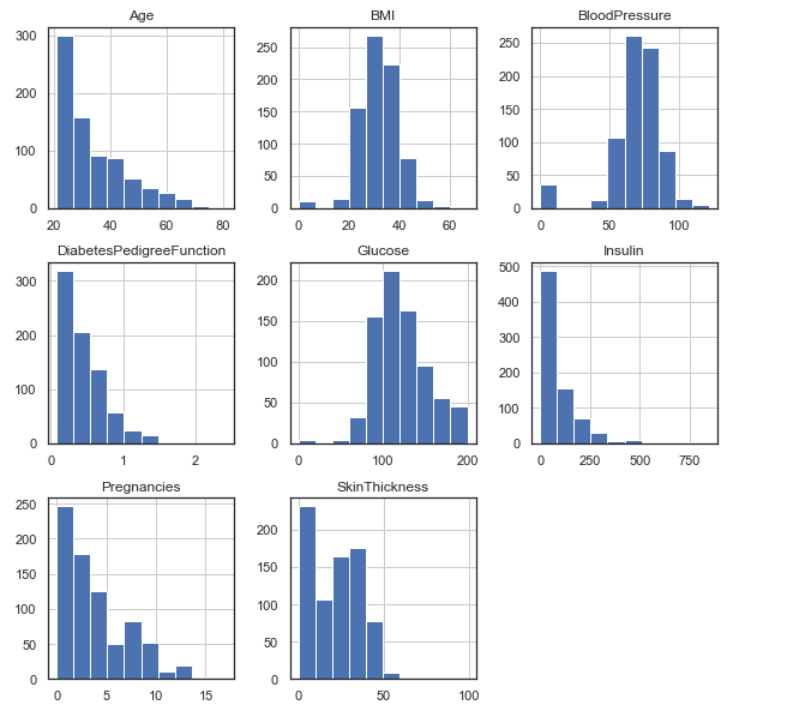 Age BMI BloodPressure
300 250 250
200 200 200
150 150
100 100 100
50 50
0 0 0
20 40 60 80 0 20 40 60 0 50 100
DiabetesPedigreeFunction Glucose Insulin
300 200 500
200 150 400
100 300
100 50 200
100
0 0 0
0 1 2 0 100 200 0 250 500 750
Pregnancies SkinThickness
250 200
200 150
150 100
100 50
50
0 0
0 5 10 15 0 50 100